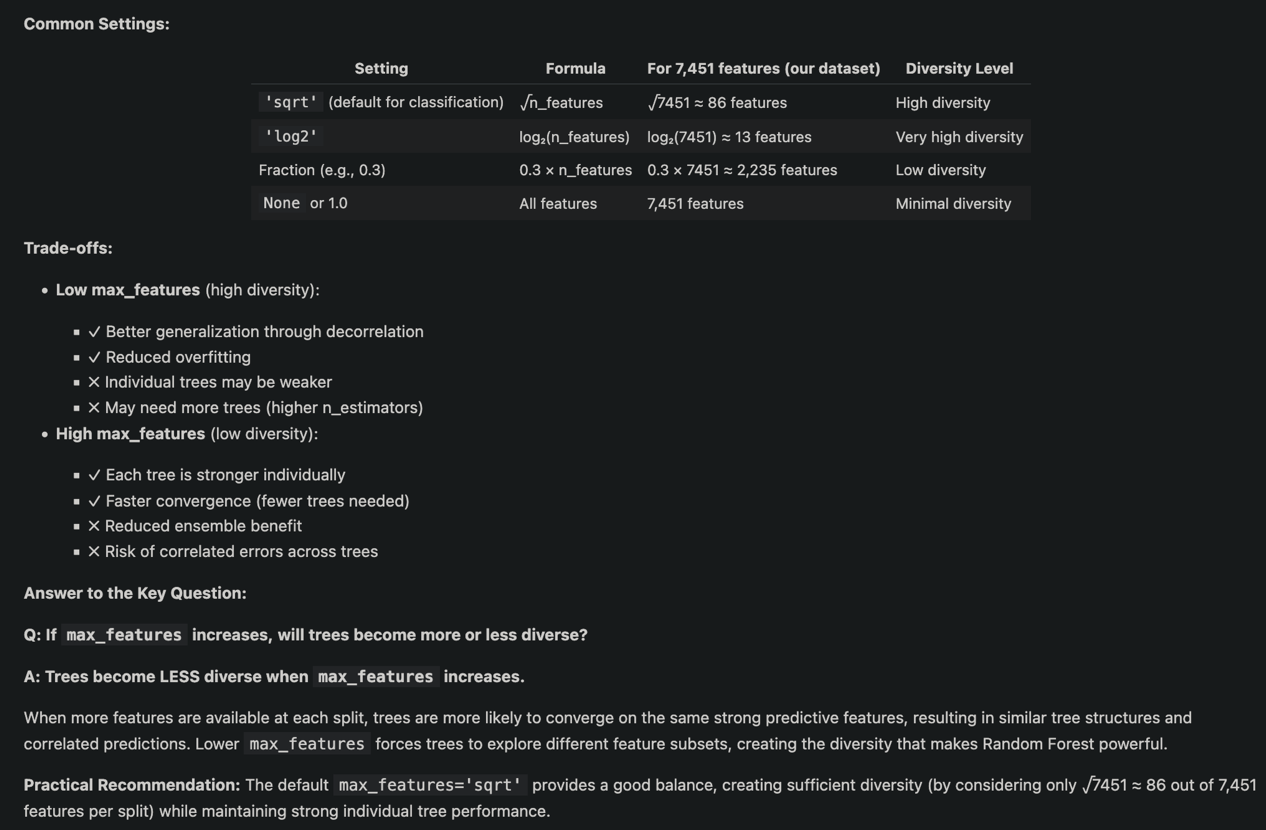 Common Settings:
Setting Formula For 7,451 features (our dataset) Diversity Level
'sqrt' (default for classification) √n_features √7451 ≈ 86 features High diversity
'log2' log₂(n_features) log₂(7451) ≈ 13 features Very high diversity
Fraction (e.g., 0.3) 0.3 × n_features 0.3 × 7451 ≈ 2,235 features Low diversity
None or 1.0 All features 7,451 features Minimal diversity
Trade-offs:
• Low max_features (high diversity):
▪ ✓ Better generalization through decorrelation
▪ ✓ Reduced overfitting
▪ ✕ Individual trees may be weaker
▪ ✕ May need more trees (higher n_estimators)
• High max_features (low diversity):
▪ ✓ Each tree is stronger individually
▪ ✓ Faster convergence (fewer trees needed)
▪ ✕ Reduced ensemble benefit
▪ ✕ Risk of correlated errors across trees
Answer to the Key Question:
Q: If max_features increases, will trees become more or less diverse?
A: Trees become LESS diverse when max_features increases.
When more features are available at each split, trees are more likely to converge on the same strong predictive features, resulting in similar tree structures and
correlated predictions. Lower max_features forces trees to explore different feature subsets, creating the diversity that makes Random Forest powerful.
Practical Recommendation: The default max_features='sqrt' provides a good balance, creating sufficient diversity (by considering only √7451 ≈ 86 out of 7,451
features per split) while maintaining strong individual tree performance.